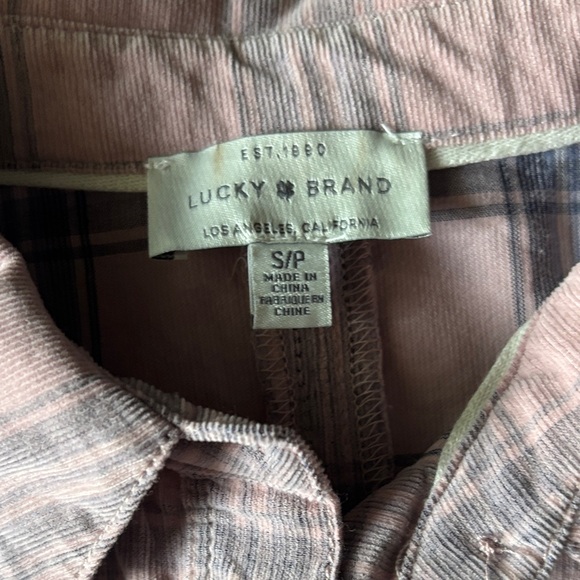 EST. 1990
LUCKY BRAND
LOS ANGELES, CALIFORNIA
S/P
MADE IN
CHINA
FABRIQUE EN
CHINE